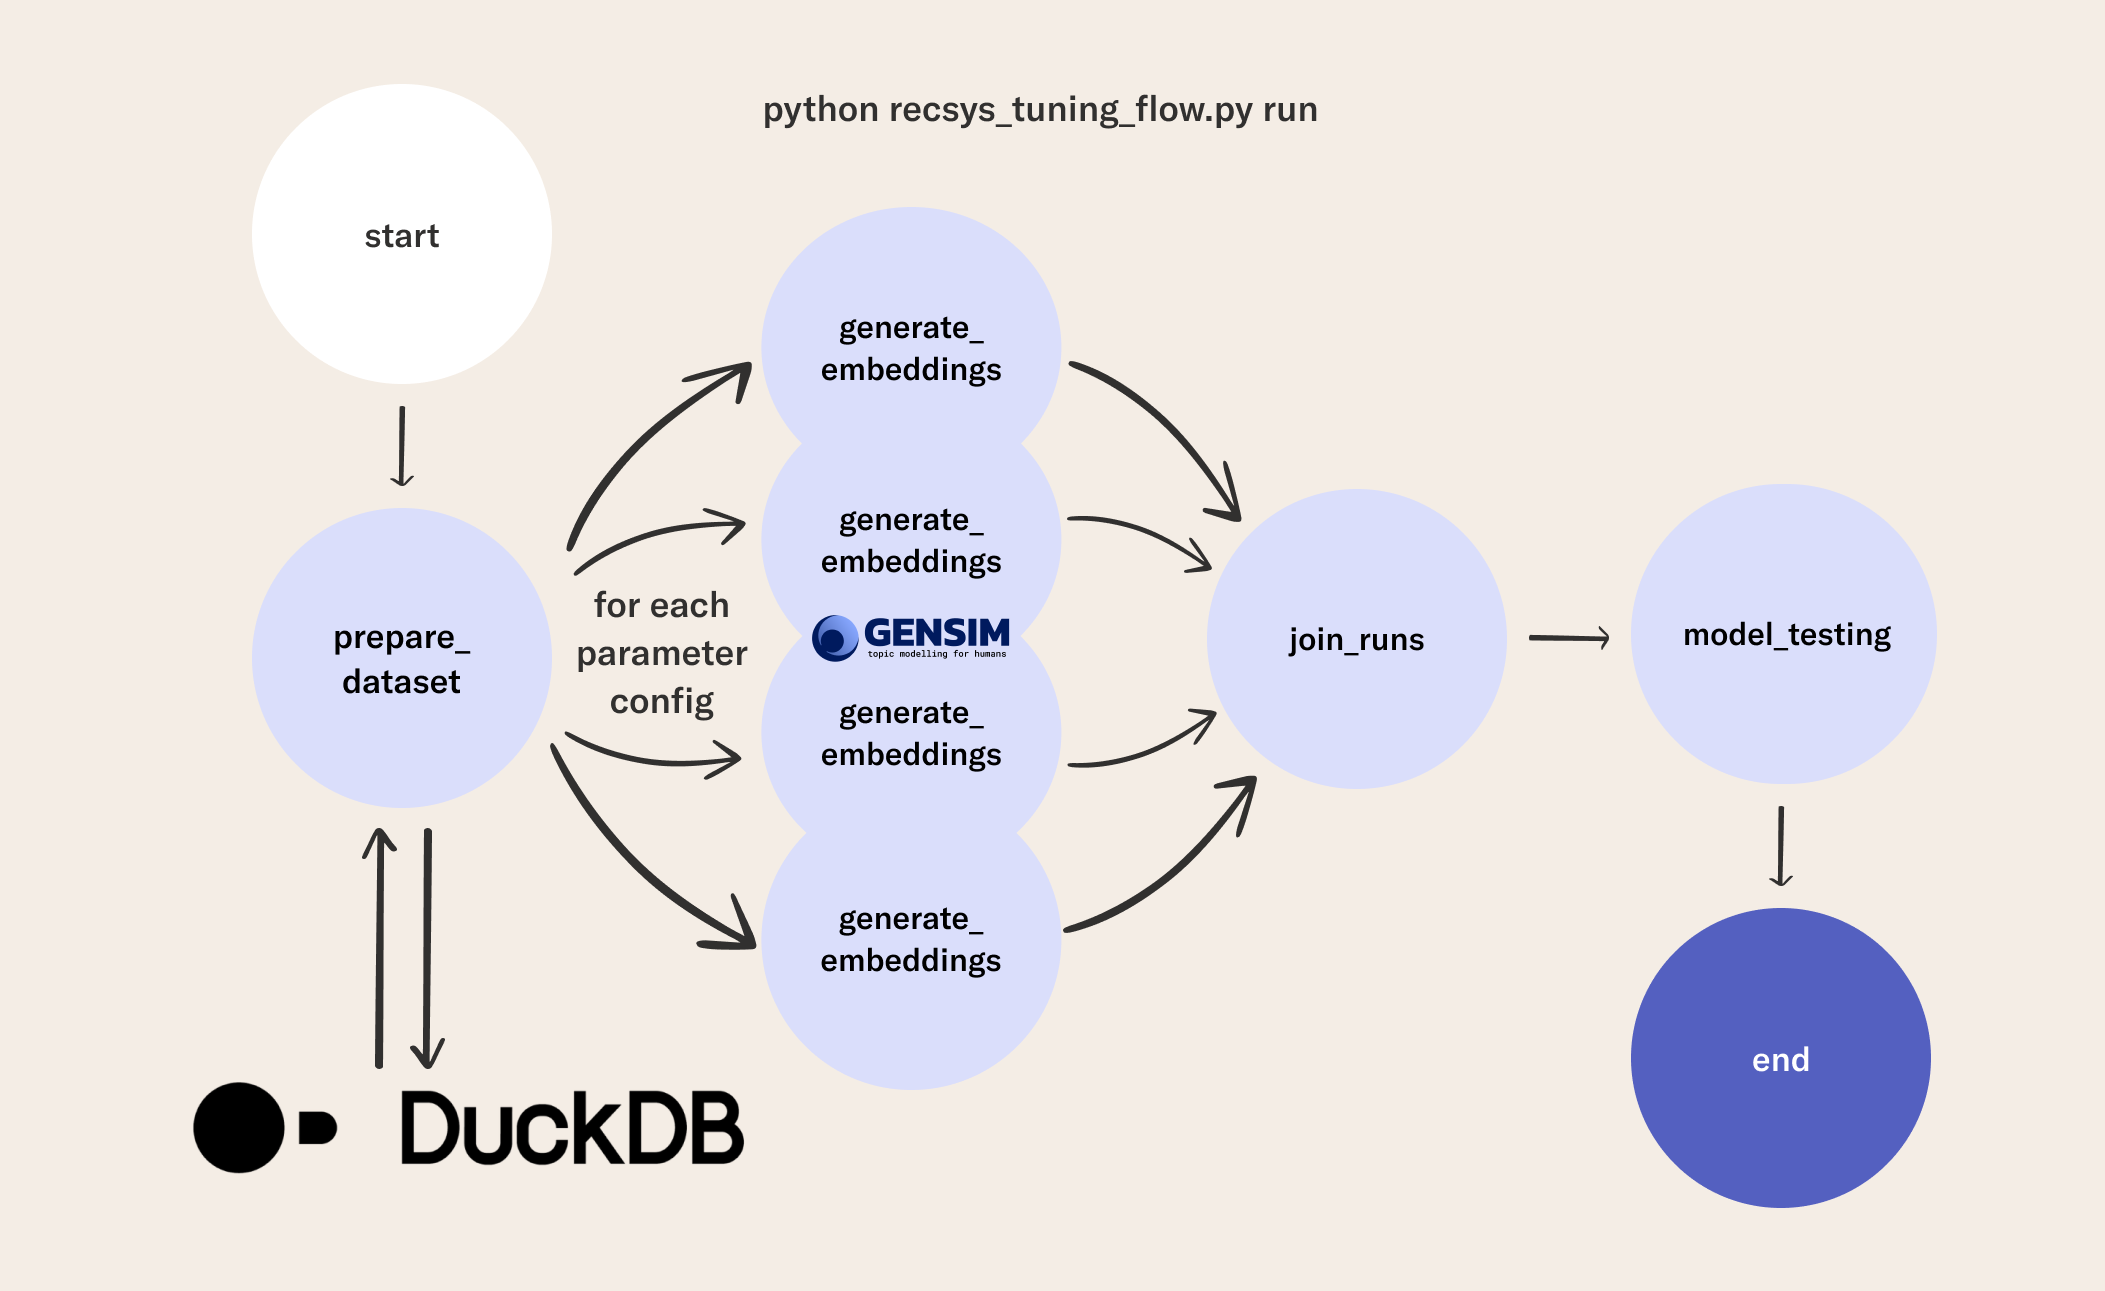 python recsys_tuning_flow.py run
start
prepare_
dataset
for each
parameter
config
generate_
embeddings
generate_
embeddings
GENSIM
topic modelling for humans
generate_
embeddings
generate_
embeddings
join_runs
model_testing
end
DuckDB